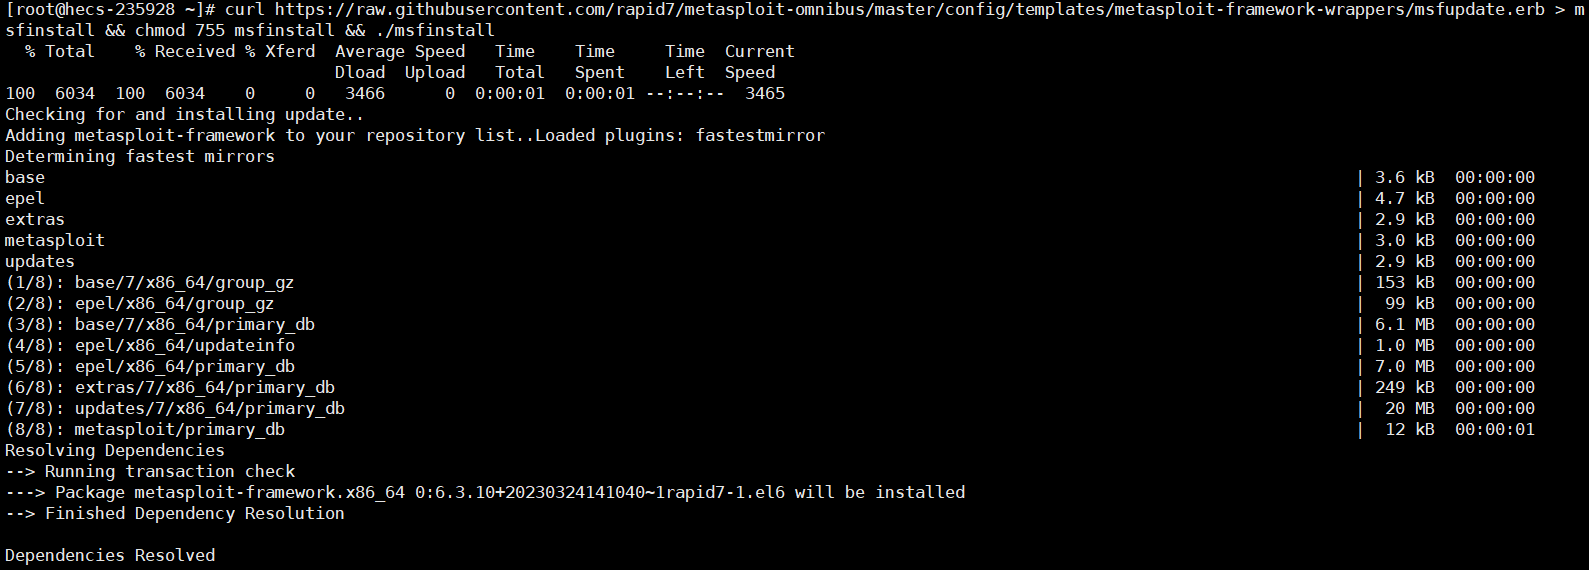 [root@hecs-235928 ~]# curl https://raw.githubusercontent.com/rapid7/metasploit-omnibus/master/config/templates/metasploit-framework-wrappers/msfupdate.erb > m
sfinstall && chmod 755 msfinstall && ./msfinstall
  % Total    % Received % Xferd  Average Speed   Time    Time     Time  Current
                                 Dload  Upload   Total   Spent    Left  Speed
100  6034  100  6034    0     0   3466      0  0:00:01  0:00:01 --:--:--  3465
Checking for and installing update..
Adding metasploit-framework to your repository list..Loaded plugins: fastestmirror
Determining fastest mirrors
base | 3.6 kB  00:00:00
epel | 4.7 kB  00:00:00
extras | 2.9 kB  00:00:00
metasploit | 3.0 kB  00:00:00
updates | 2.9 kB  00:00:00
(1/8): base/7/x86_64/group_gz | 153 kB  00:00:00
(2/8): epel/x86_64/group_gz |  99 kB  00:00:00
(3/8): base/7/x86_64/primary_db | 6.1 MB  00:00:00
(4/8): epel/x86_64/updateinfo | 1.0 MB  00:00:00
(5/8): epel/x86_64/primary_db | 7.0 MB  00:00:00
(6/8): extras/7/x86_64/primary_db | 249 kB  00:00:00
(7/8): updates/7/x86_64/primary_db |  20 MB  00:00:00
(8/8): metasploit/primary_db |  12 kB  00:00:01
Resolving Dependencies
--> Running transaction check
---> Package metasploit-framework.x86_64 0:6.3.10+20230324141040~1rapid7-1.el6 will be installed
--> Finished Dependency Resolution

Dependencies Resolved